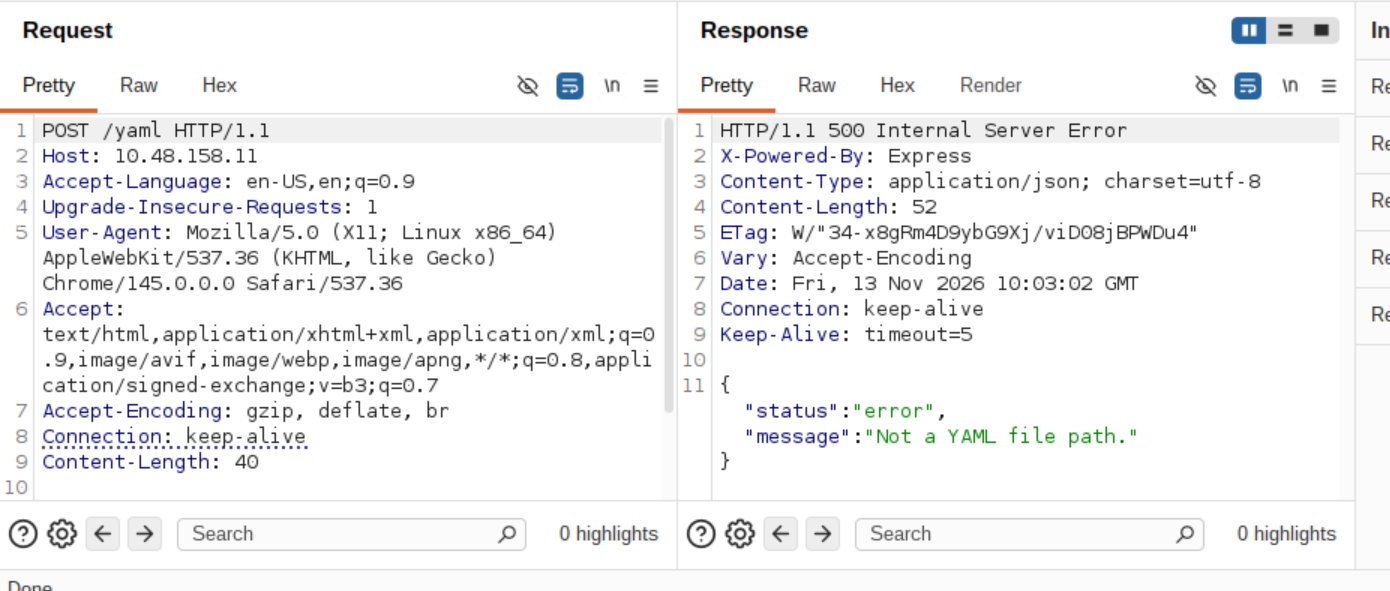 Request
Pretty Raw Hex \n
1 POST /yaml HTTP/1.1
2 Host: 10.48.158.11
3 Accept-Language: en-US,en;q=0.9
4 Upgrade-Insecure-Requests: 1
5 User-Agent: Mozilla/5.0 (X11; Linux x86_64)
AppleWebKit/537.36 (KHTML, like Gecko)
Chrome/145.0.0.0 Safari/537.36
6 Accept:
text/html,application/xhtml+xml,application/xml;q=0
.9,image/avif,image/webp,image/apng,*/*;q=0.8,appli
cation/signed-exchange;v=b3;q=0.7
7 Accept-Encoding: gzip, deflate, br
8 Connection: keep-alive
9 Content-Length: 40
10
Search 0 highlights
Response
Pretty Raw Hex Render \n
1 HTTP/1.1 500 Internal Server Error
2 X-Powered-By: Express
3 Content-Type: application/json; charset=utf-8
4 Content-Length: 52
5 ETag: W/"34-x8gRm4D9ybG9Xj/viDO8jBPWDu4"
6 Vary: Accept-Encoding
7 Date: Fri, 13 Nov 2026 10:03:02 GMT
8 Connection: keep-alive
9 Keep-Alive: timeout=5
10
11 {
"status":"error",
"message":"Not a YAML file path."
}
Search 0 highlights
In
Re
Re
Re
Re
Re
Done